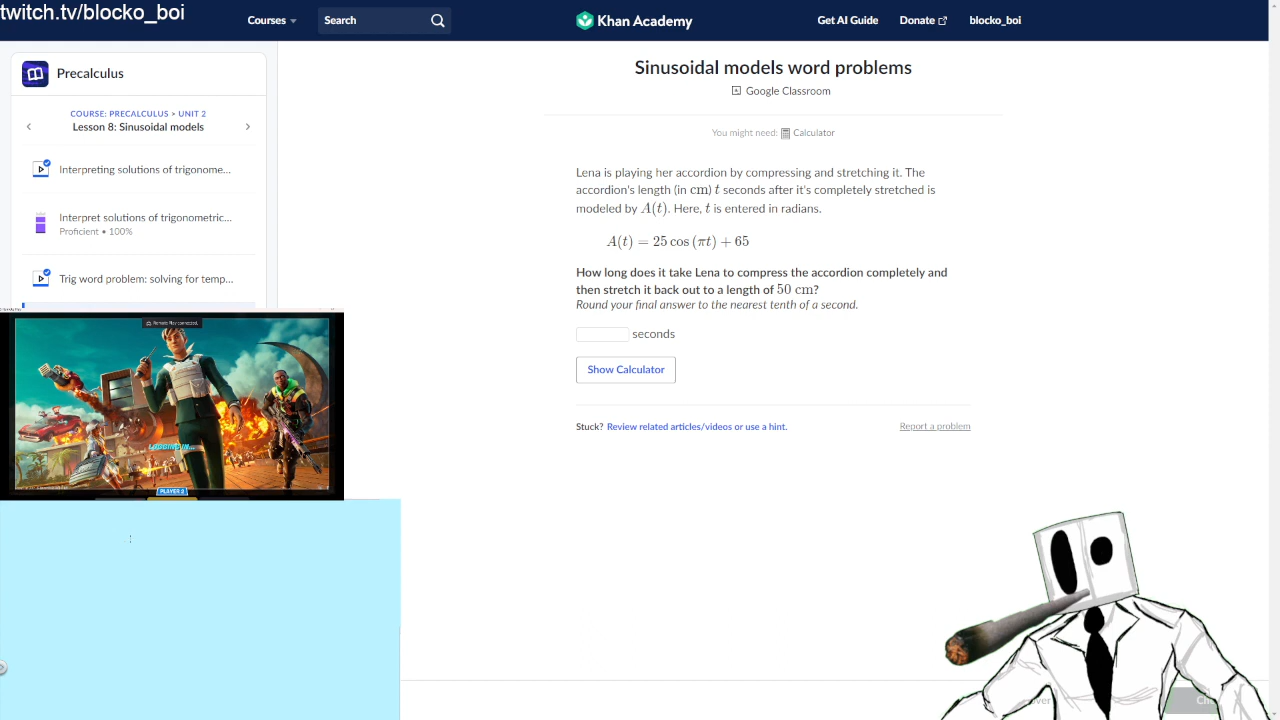 twitch.tv/blocko_boi
Courses
Search
Khan Academy
Get AI Guide
Donate
blocko_boi
Precalculus
COURSE: PRECALCULUS > UNIT 2
Lesson 8: Sinusoidal models
Interpreting solutions of trigonome...
Interpret solutions of trigonometric...
Proficient • 100%
Trig word problem: solving for temp...
Sinusoidal models word problems
Google Classroom
You might need: Calculator
Lena is playing her accordion by compressing and stretching it. The
accordion's length (in cm) t seconds after it's completely stretched is
modeled by A(t). Here, t is entered in radians.
A(t) = 25 cos (πt) + 65
How long does it take Lena to compress the accordion completely and
then stretch it back out to a length of 50 cm?
Round your final answer to the nearest tenth of a second.
seconds
Show Calculator
Stuck? Review related articles/videos or use a hint.
Report a problem
Remote Play connected.
PLAYER 2